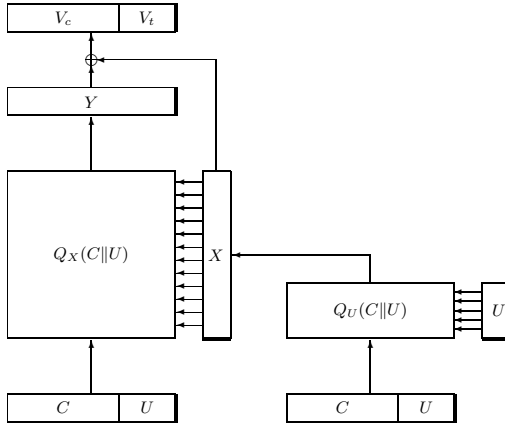 V_c V_t
⊕
Y
Q_X(C∥U) X
Q_U(C∥U) U
C U C U